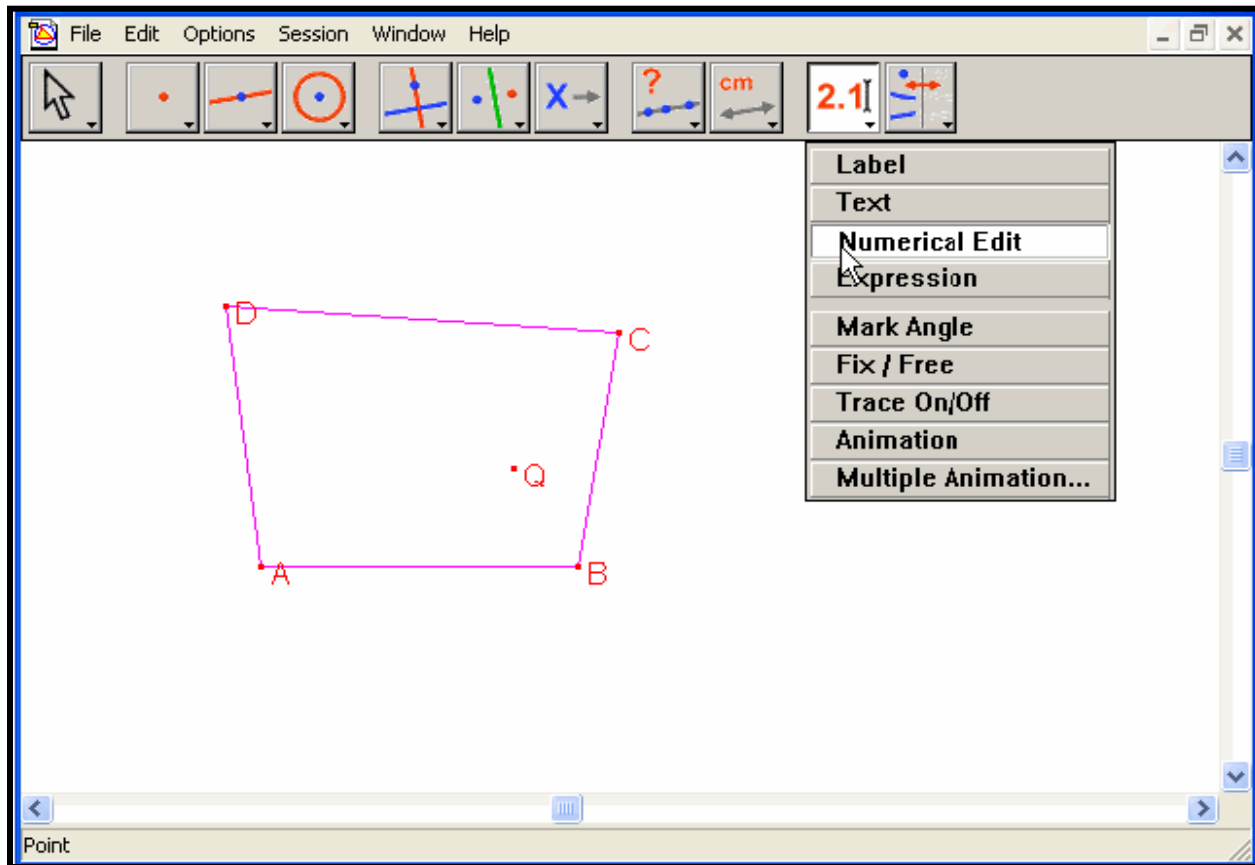 File Edit Options Session Window Help
? cm 2.1
X
Label
Text
Numerical Edit
Expression
Mark Angle
Fix / Free
Trace On/Off
Animation
Multiple Animation...
D
C
Q
A
B
Point